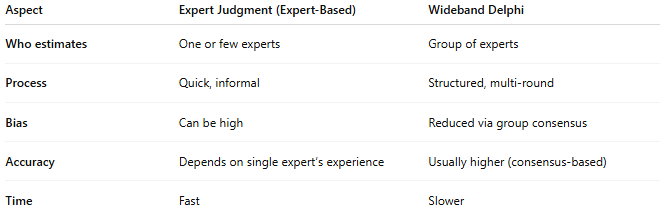 Aspect Expert Judgment (Expert-Based) Wideband Delphi
Who estimates One or few experts Group of experts
Process Quick, informal Structured, multi-round
Bias Can be high Reduced via group consensus
Accuracy Depends on single expert's experience Usually higher (consensus-based)
Time Fast Slower